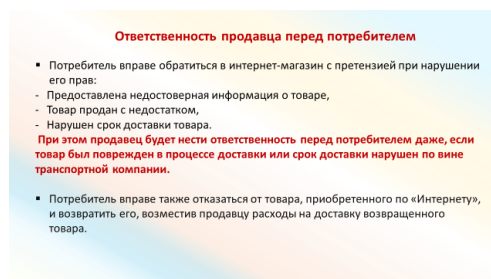 Ответственность продавца перед потребителем
▪ Потребитель вправе обратиться в интернет-магазин с претензией при нарушении
его прав:
- Предоставлена недостоверная информация о товаре,
- Товар продан с недостатком,
- Нарушен срок доставки товара.
При этом продавец будет нести ответственность перед потребителем даже, если
товар был поврежден в процессе доставки или срок доставки нарушен по вине
транспортной компании.
▪ Потребитель вправе также отказаться от товара, приобретенного по «Интернету»,
и возвратить его, возместив продавцу расходы на доставку возвращенного
товара.